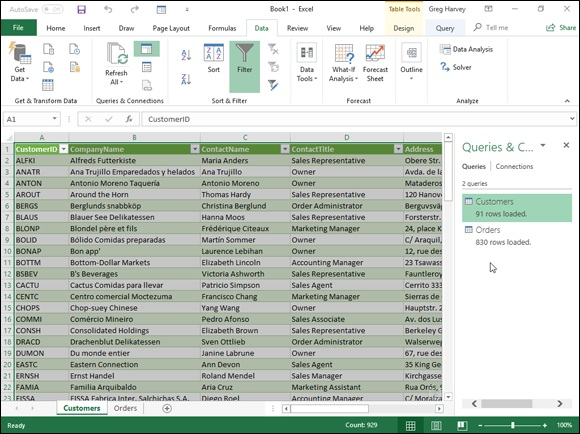 AutoSave Off Book1 - Excel Table Tools Greg Harvey
File Home Insert Draw Page Layout Formulas Data Review View Design Query Share
Get Data Refresh All Sort Filter Data Tools What-If Analysis Forecast Sheet Outline Data Analysis Solver
Get & Transform Data Queries & Connections Sort & Filter Forecast Analysis
A1 fx CustomerID
A B C D E
1 CustomerID CompanyName ContactName ContactTitle Address
2 ALFKI Alfreds Futterkiste Maria Anders Sales Representative Obere Str.
3 ANATR Ana Trujillo Emparedados y helados Ana Trujillo Owner Avda. de la
4 ANTON Antonio Moreno Taquería Antonio Moreno Owner Mataderos
5 AROUT Around the Horn Thomas Hardy Sales Representative
6 BERGS Berglunds snabbköp Christina Berglund Order Administrator Berguvsväg
7 BLAUS Blauer See Delikatessen Hanna Moos Sales Representative Forsterstr.
8 BLONP Blondel père et fils Frédérique Citeaux Marketing Manager 24, place K
9 BOLID Bólido Comidas preparadas Martín Sommer Owner C/ Araquil,
10 BONAP Bon app' Laurence Lebihan Owner 12, rue des
11 BOTTM Bottom-Dollar Markets Elizabeth Lincoln Accounting Manager 23 Tsawass
12 BSBEV B's Beverages Victoria Ashworth Sales Representative Fauntleroy
13 CACTU Cactus Comidas para llevar Patricio Simpson Sales Agent Cerrito 333
14 CENTC Centro comercial Moctezuma Francisco Chang Marketing Manager Sierras de
15 CHOPS Chop-suey Chinese Yang Wang Owner Hauptstr. 2
16 COMMI Comércio Mineiro Pedro Afonso Sales Associate Av. dos Lus
17 CONSH Consolidated Holdings Elizabeth Brown Sales Representative Berkeley G
18 DRACD Drachenblut Delikatessen Sven Ottlieb Order Administrator Walserweg
19 DUMON Du monde entier Janine Labrune Owner 67, rue des
20 EASTC Eastern Connection Ann Devon Sales Agent 35 King Geo
21 ERNSH Ernst Handel Roland Mendel Sales Manager Kirchgasse
22 FAMIA Familia Arquibaldo Aria Cruz Marketing Assistant Rua Orós, 9
23 FISSA FISSA Fabrica Inter. Salchichas S.A. Diego Roel Accounting Manager C/ Moralza
Queries & C...
Queries Connections
2 queries
Customers
91 rows loaded.
Orders
830 rows loaded.
Customers Orders
Ready Count: 929 100%